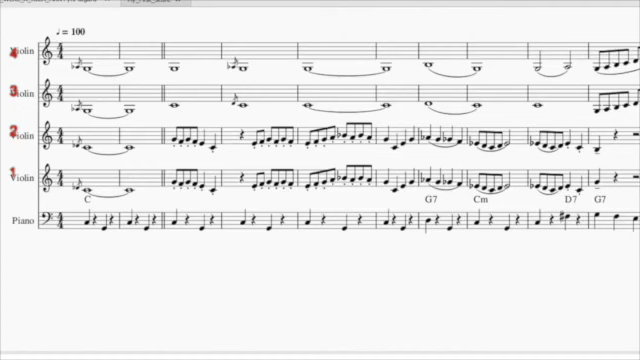 ♩ = 100
4
Violin
3
Violin
2
Violin
1
Violin
C G7 Cm D7 G7
Piano